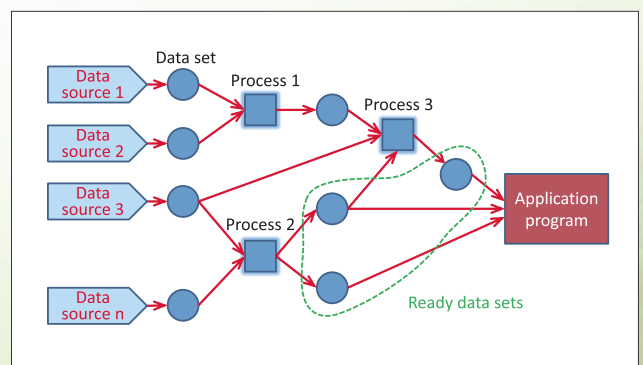 Data set
Data
source 1
Process 1
Process 3
Data
source 2
Data
source 3
Process 2
Application
program
Data
source n
Ready data sets